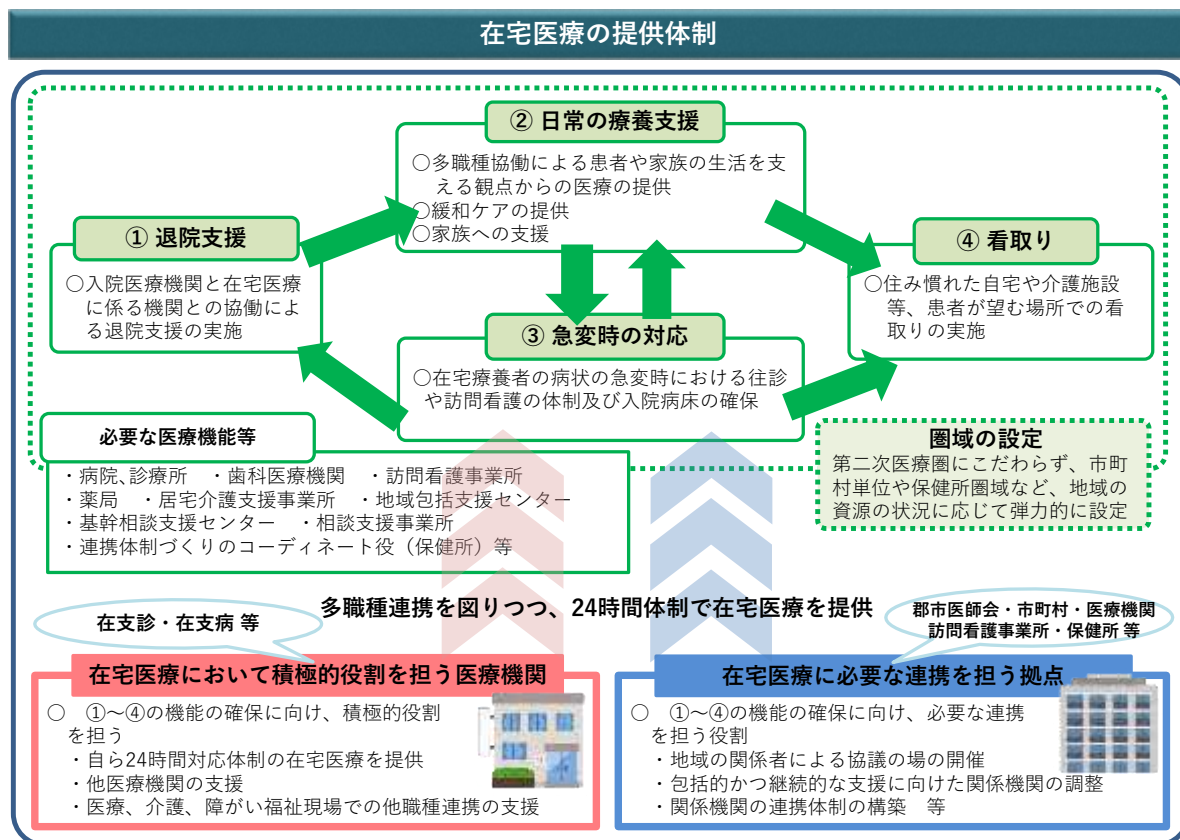 在宅医療の提供体制
② 日常の療養支援
○多職種協働による患者や家族の生活を支
える観点からの医療の提供
○緩和ケアの提供
○家族への支援
① 退院支援
○入院医療機関と在宅医療
に係る機関との協働によ
る退院支援の実施
④ 看取り
○住み慣れた自宅や介護施設
等、患者が望む場所での看
取りの実施
③ 急変時の対応
○在宅療養者の病状の急変時における往診
や訪問看護の体制及び入院病床の確保
必要な医療機能等
・病院、診療所　・歯科医療機関　・訪問看護事業所
・薬局　・居宅介護支援事業所　・地域包括支援センター
・基幹相談支援センター　・相談支援事業所
・連携体制づくりのコーディネート役（保健所）等
圏域の設定
第二次医療圏にこだわらず、市町
村単位や保健所圏域など、地域の
資源の状況に応じて弾力的に設定
多職種連携を図りつつ、24時間体制で在宅医療を提供
在支診・在支病 等
郡市医師会・市町村・医療機関
訪問看護事業所・保健所 等
在宅医療において積極的役割を担う医療機関
○　①～④の機能の確保に向け、積極的役割
を担う
・自ら24時間対応体制の在宅医療を提供
・他医療機関の支援
・医療、介護、障がい福祉現場での他職種連携の支援
在宅医療に必要な連携を担う拠点
○　①～④の機能の確保に向け、必要な連携
を担う役割
・地域の関係者による協議の場の開催
・包括的かつ継続的な支援に向けた関係機関の調整
・関係機関の連携体制の構築　等